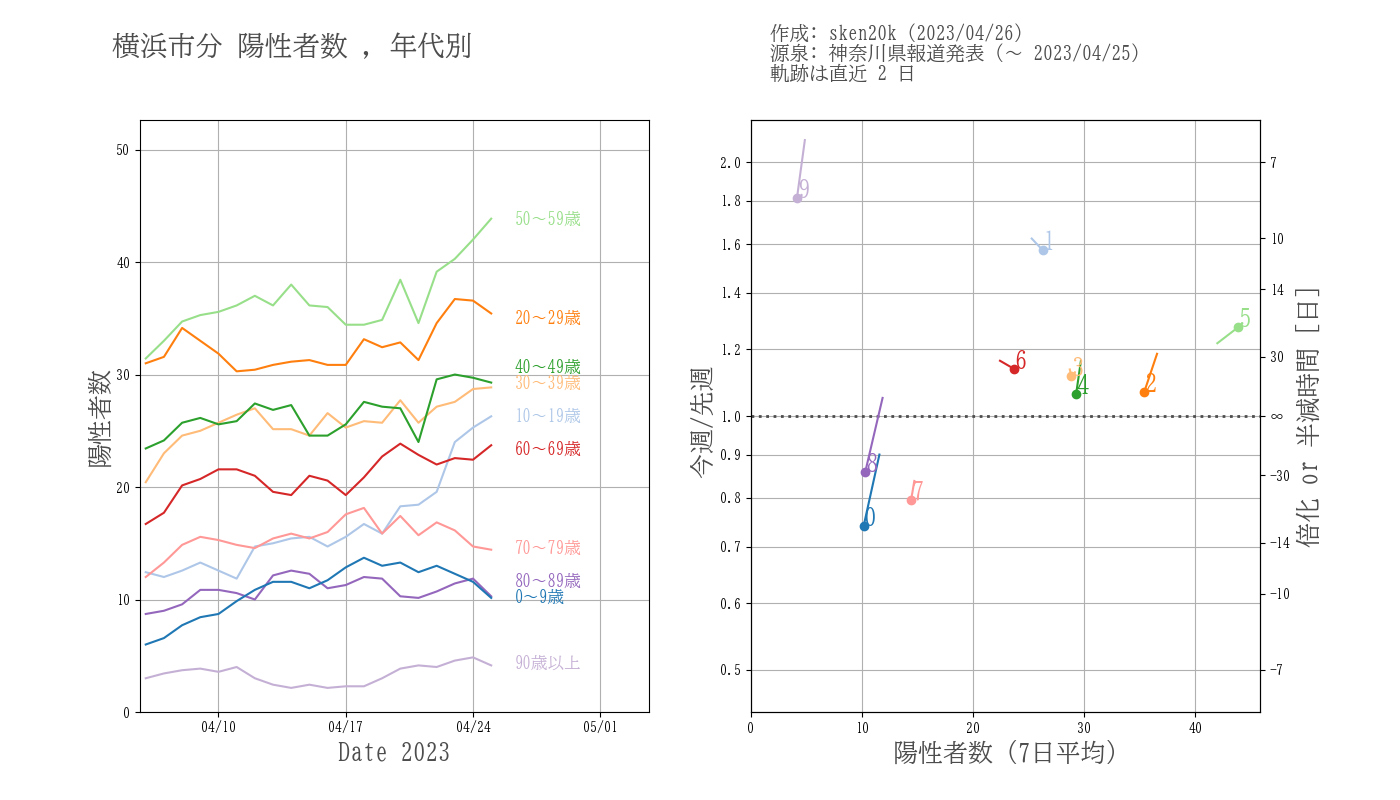 横浜市分 陽性者数 , 年代別
作成: sken20k (2023/04/26)
源泉: 神奈川県報道発表 (～ 2023/04/25)
軌跡は直近 2 日
陽性者数
50
40
30
20
10
0
04/10
04/17
04/24
05/01
Date 2023
50～59歳
20～29歳
40～49歳
30～39歳
10～19歳
60～69歳
70～79歳
80～89歳
0～9歳
90歳以上
今週/先週
2.0
1.8
1.6
1.4
1.2
1.0
0.9
0.8
0.7
0.6
0.5
9
1
5
6
3
4
2
8
7
0
0
10
20
30
40
陽性者数 (7日平均)
7
10
14
30
∞
−30
−14
−10
−7
倍化 or 半減時間 [日]